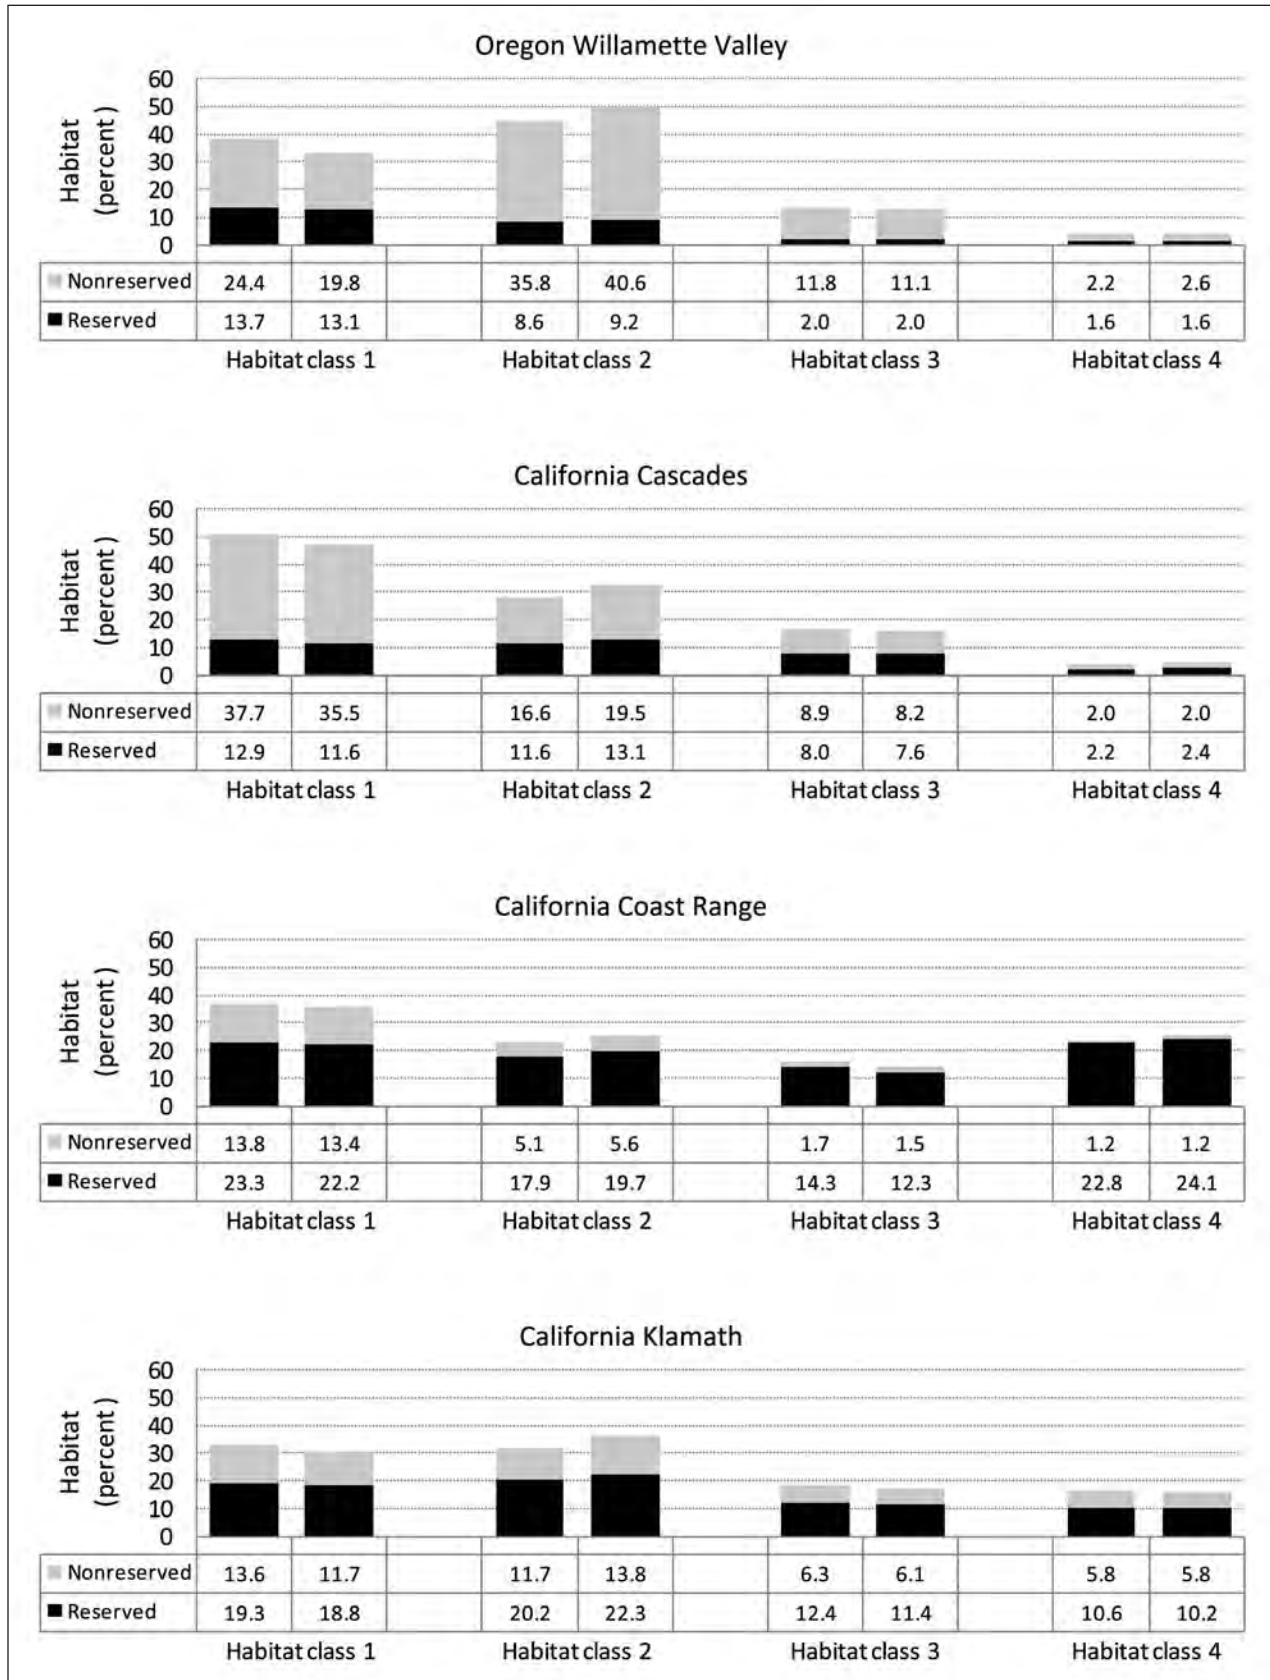 Oregon Willamette Valley
Habitat
(percent )
60
50
40
30
20
10
0
Nonreserved 24.4 19.8 35.8 40.6 11.8 11.1 2.2 2.6
Reserved 13.7 13.1 8.6 9.2 2.0 2.0 1.6 1.6
Habitat class 1 Habitat class 2 Habitat class 3 Habitat class 4
California Cascades
Habitat
(percent )
60
50
40
30
20
10
0
Nonreserved 37.7 35.5 16.6 19.5 8.9 8.2 2.0 2.0
Reserved 12.9 11.6 11.6 13.1 8.0 7.6 2.2 2.4
Habitat class 1 Habitat class 2 Habitat class 3 Habitat class 4
California Coast Range
Habitat
(percent )
60
50
40
30
20
10
0
Nonreserved 13.8 13.4 5.1 5.6 1.7 1.5 1.2 1.2
Reserved 23.3 22.2 17.9 19.7 14.3 12.3 22.8 24.1
Habitat class 1 Habitat class 2 Habitat class 3 Habitat class 4
California Klamath
Habitat
(percent )
60
50
40
30
20
10
0
Nonreserved 13.6 11.7 11.7 13.8 6.3 6.1 5.8 5.8
Reserved 19.3 18.8 20.2 22.3 12.4 11.4 10.6 10.2
Habitat class 1 Habitat class 2 Habitat class 3 Habitat class 4